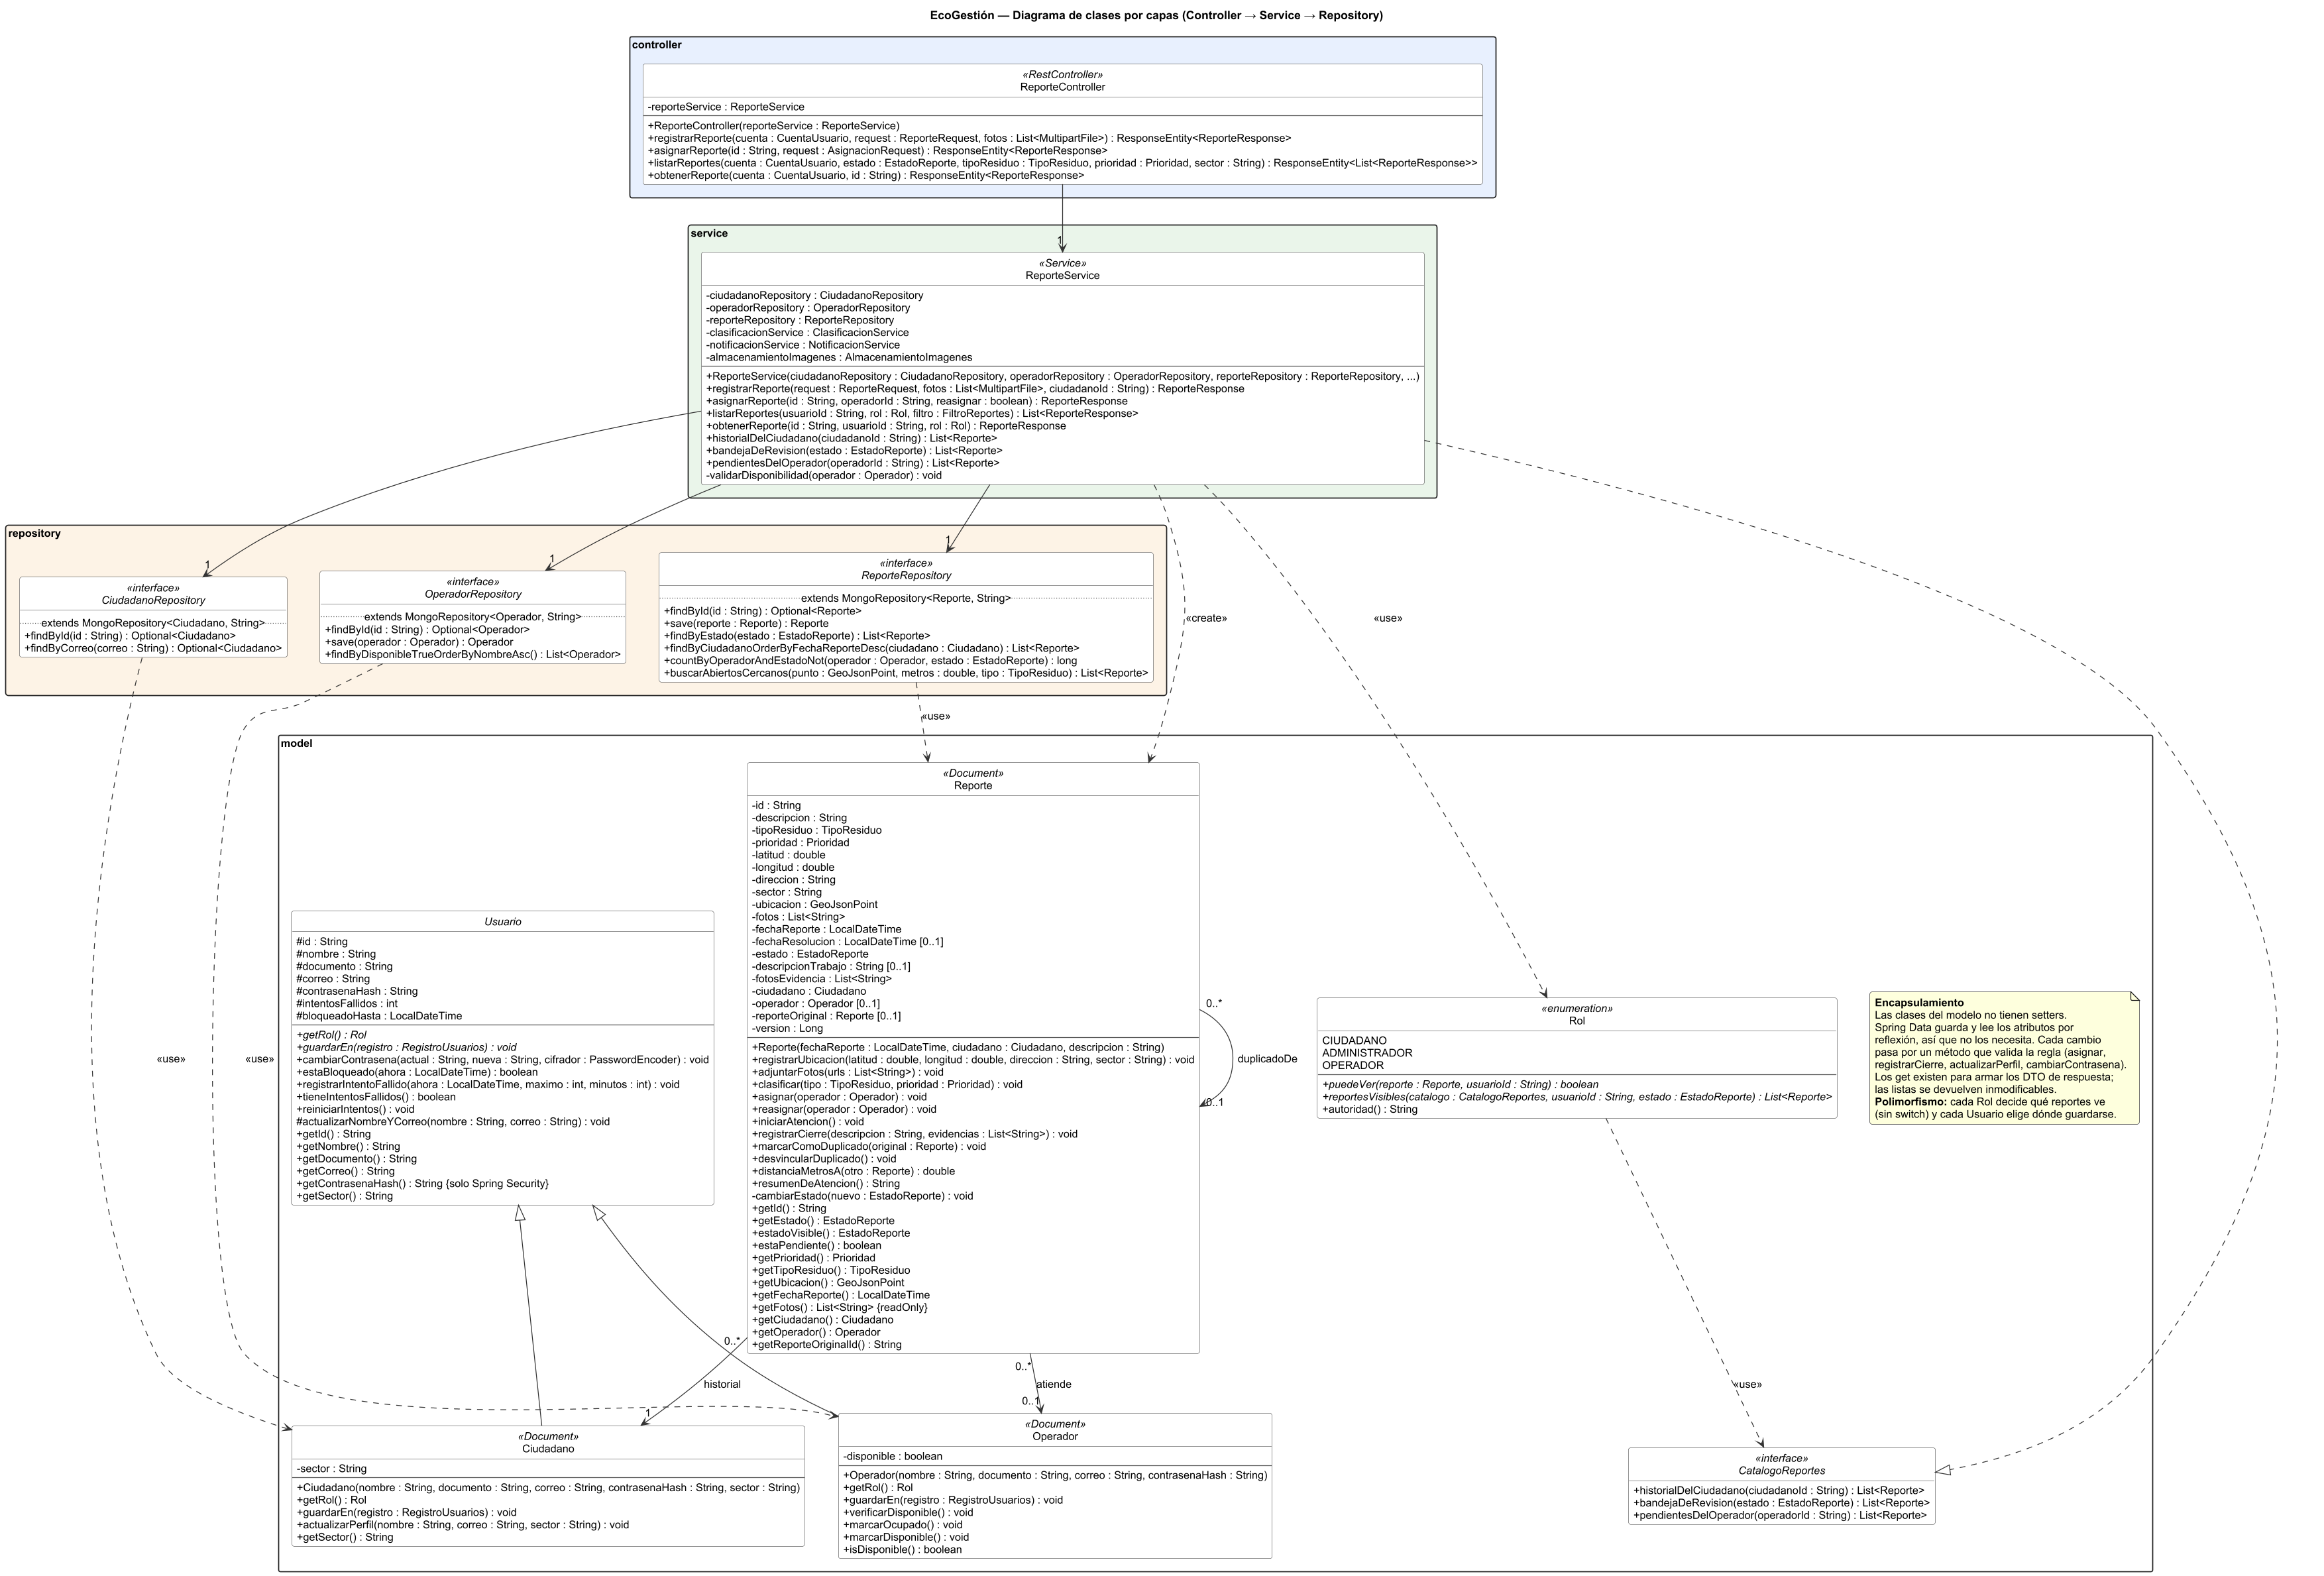 EcoGestión — Diagrama de clases por capas (Controller → Service → Repository)
controller
«RestController»
ReporteController
-reporteService : ReporteService
+ReporteController(reporteService : ReporteService)
+registrarReporte(cuenta : CuentaUsuario, request : ReporteRequest, fotos : List<MultipartFile>) : ResponseEntity<ReporteResponse>
+asignarReporte(id : String, request : AsignacionRequest) : ResponseEntity<ReporteResponse>
+listarReportes(cuenta : CuentaUsuario, estado : EstadoReporte, tipoResiduo : TipoResiduo, prioridad : Prioridad, sector : String) : ResponseEntity<List<ReporteResponse>>
+obtenerReporte(cuenta : CuentaUsuario, id : String) : ResponseEntity<ReporteResponse>
1
service
«Service»
ReporteService
-ciudadanoRepository : CiudadanoRepository
-operadorRepository : OperadorRepository
-reporteRepository : ReporteRepository
-clasificacionService : ClasificacionService
-notificacionService : NotificacionService
-almacenamientoImagenes : AlmacenamientoImagenes
+ReporteService(ciudadanoRepository : CiudadanoRepository, operadorRepository : OperadorRepository, reporteRepository : ReporteRepository, ...)
+registrarReporte(request : ReporteRequest, fotos : List<MultipartFile>, ciudadanoId : String) : ReporteResponse
+asignarReporte(id : String, operadorId : String, reasignar : boolean) : ReporteResponse
+listarReportes(usuarioId : String, rol : Rol, filtro : FiltroReportes) : List<ReporteResponse>
+obtenerReporte(id : String, usuarioId : String, rol : Rol) : ReporteResponse
+historialDelCiudadano(ciudadanoId : String) : List<Reporte>
+bandejaDeRevision(estado : EstadoReporte) : List<Reporte>
+pendientesDelOperador(operadorId : String) : List<Reporte>
-validarDisponibilidad(operador : Operador) : void
repository
1
«interface»
CiudadanoRepository
extends MongoRepository<Ciudadano, String>
+findById(id : String) : Optional<Ciudadano>
+findByCorreo(correo : String) : Optional<Ciudadano>
1
«interface»
OperadorRepository
extends MongoRepository<Operador, String>
+findById(id : String) : Optional<Operador>
+save(operador : Operador) : Operador
+findByDisponibleTrueOrderByNombreAsc() : List<Operador>
1
«interface»
ReporteRepository
extends MongoRepository<Reporte, String>
+findById(id : String) : Optional<Reporte>
+save(reporte : Reporte) : Reporte
+findByEstado(estado : EstadoReporte) : List<Reporte>
+findByCiudadanoOrderByFechaReporteDesc(ciudadano : Ciudadano) : List<Reporte>
+countByOperadorAndEstadoNot(operador : Operador, estado : EstadoReporte) : long
+buscarAbiertosCercanos(punto : GeoJsonPoint, metros : double, tipo : TipoResiduo) : List<Reporte>
«create»
«use»
«use»
model
«Document»
Reporte
-id : String
-descripcion : String
-tipoResiduo : TipoResiduo
-prioridad : Prioridad
-latitud : double
-longitud : double
-direccion : String
-sector : String
-ubicacion : GeoJsonPoint
-fotos : List<String>
-fechaReporte : LocalDateTime
-fechaResolucion : LocalDateTime [0..1]
-estado : EstadoReporte
-descripcionTrabajo : String [0..1]
-fotosEvidencia : List<String>
-ciudadano : Ciudadano
-operador : Operador [0..1]
-reporteOriginal : Reporte [0..1]
-version : Long
+Reporte(fechaReporte : LocalDateTime, ciudadano : Ciudadano, descripcion : String)
+registrarUbicacion(latitud : double, longitud : double, direccion : String, sector : String) : void
+adjuntarFotos(urls : List<String>) : void
+clasificar(tipo : TipoResiduo, prioridad : Prioridad) : void
+asignar(operador : Operador) : void
+reasignar(operador : Operador) : void
+iniciarAtencion() : void
+registrarCierre(descripcion : String, evidencias : List<String>) : void
+marcarComoDuplicado(original : Reporte) : void
+desvincularDuplicado() : void
+distanciaMetrosA(otro : Reporte) : double
+resumenDeAtencion() : String
-cambiarEstado(nuevo : EstadoReporte) : void
+getId() : String
+getEstado() : EstadoReporte
+estadoVisible() : EstadoReporte
+estaPendiente() : boolean
+getPrioridad() : Prioridad
+getTipoResiduo() : TipoResiduo
+getUbicacion() : GeoJsonPoint
+getFechaReporte() : LocalDateTime
+getFotos() : List<String> {readOnly}
+getCiudadano() : Ciudadano
+getOperador() : Operador
+getReporteOriginalId() : String
Usuario
#id : String
#nombre : String
#documento : String
#correo : String
#contrasenaHash : String
#intentosFallidos : int
#bloqueadoHasta : LocalDateTime
+getRol() : Rol
+guardarEn(registro : RegistroUsuarios) : void
+cambiarContrasena(actual : String, nueva : String, cifrador : PasswordEncoder) : void
+estaBloqueado(ahora : LocalDateTime) : boolean
+registrarIntentoFallido(ahora : LocalDateTime, maximo : int, minutos : int) : void
+tieneIntentosFallidos() : boolean
+reiniciarIntentos() : void
#actualizarNombreYCorreo(nombre : String, correo : String) : void
+getId() : String
+getNombre() : String
+getDocumento() : String
+getCorreo() : String
+getContrasenaHash() : String {solo Spring Security}
+getSector() : String
0..*
duplicadoDe
0..1
«enumeration»
Rol
CIUDADANO
ADMINISTRADOR
OPERADOR
+puedeVer(reporte : Reporte, usuarioId : String) : boolean
+reportesVisibles(catalogo : CatalogoReportes, usuarioId : String, estado : EstadoReporte) : List<Reporte>
+autoridad() : String
Encapsulamiento
Las clases del modelo no tienen setters.
Spring Data guarda y lee los atributos por
reflexión, así que no los necesita. Cada cambio
pasa por un método que valida la regla (asignar,
registrarCierre, actualizarPerfil, cambiarContrasena).
Los get existen para armar los DTO de respuesta;
las listas se devuelven inmodificables.
Polimorfismo: cada Rol decide qué reportes ve
(sin switch) y cada Usuario elige dónde guardarse.
«use»
«use»
0..*
historial
1
0..*
atiende
0..1
«use»
«Document»
Ciudadano
-sector : String
+Ciudadano(nombre : String, documento : String, correo : String, contrasenaHash : String, sector : String)
+getRol() : Rol
+guardarEn(registro : RegistroUsuarios) : void
+actualizarPerfil(nombre : String, correo : String, sector : String) : void
+getSector() : String
«Document»
Operador
-disponible : boolean
+Operador(nombre : String, documento : String, correo : String, contrasenaHash : String)
+getRol() : Rol
+guardarEn(registro : RegistroUsuarios) : void
+verificarDisponible() : void
+marcarOcupado() : void
+marcarDisponible() : void
+isDisponible() : boolean
«interface»
CatalogoReportes
+historialDelCiudadano(ciudadanoId : String) : List<Reporte>
+bandejaDeRevision(estado : EstadoReporte) : List<Reporte>
+pendientesDelOperador(operadorId : String) : List<Reporte>